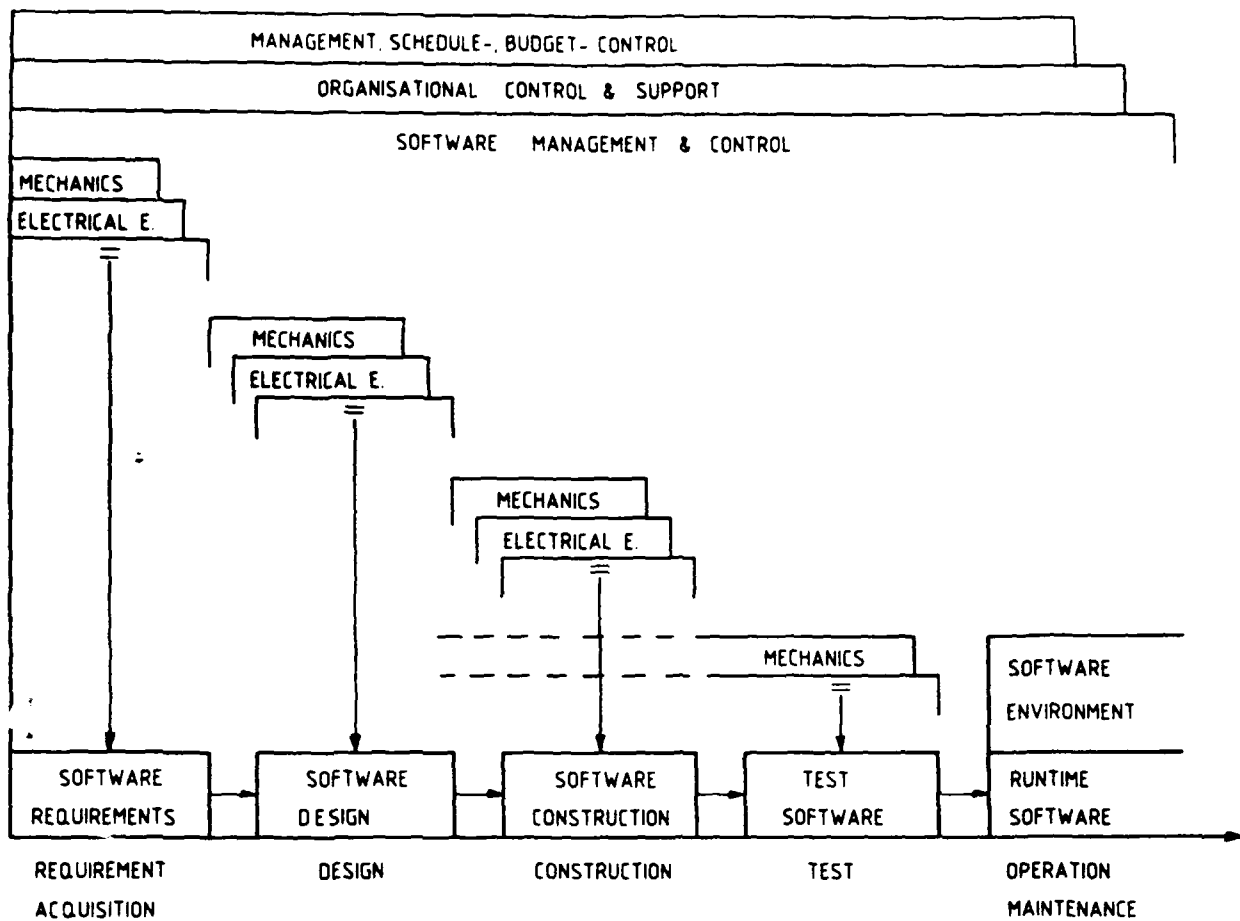 MANAGEMENT, SCHEDULE-, BUDGET- CONTROL
ORGANISATIONAL CONTROL & SUPPORT
SOFTWARE MANAGEMENT & CONTROL
MECHANICS
ELECTRICAL E.
MECHANICS
ELECTRICAL E.
MECHANICS
ELECTRICAL E.
MECHANICS
SOFTWARE
ENVIRONMENT
SOFTWARE
REQUIREMENTS
SOFTWARE
DESIGN
SOFTWARE
CONSTRUCTION
TEST
SOFTWARE
RUNTIME
SOFTWARE
REQUIREMENT
ACQUISITION
DESIGN
CONSTRUCTION
TEST
OPERATION
MAINTENANCE